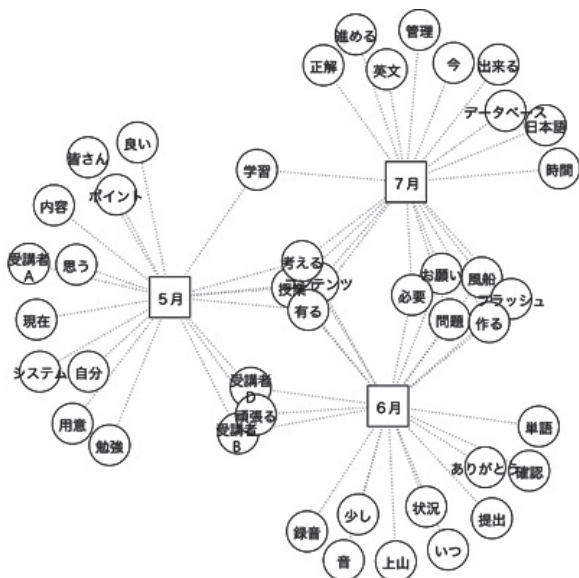 管理
進める
今
正解
英文
出来る
データベース
日本語
時間
良い
皆さん
ポイント
学習
7月
内容
受講者
A
思う
考える
コンテンツ
授業
有る
5月
必要
お願い
風船
フラッシュ
問題
作る
現在
システム
自分
用意
勉強
受講者
D
頑張る
受講者
B
6月
単語
ありがとう
確認
提出
状況
少し
録音
いつ
音
上山